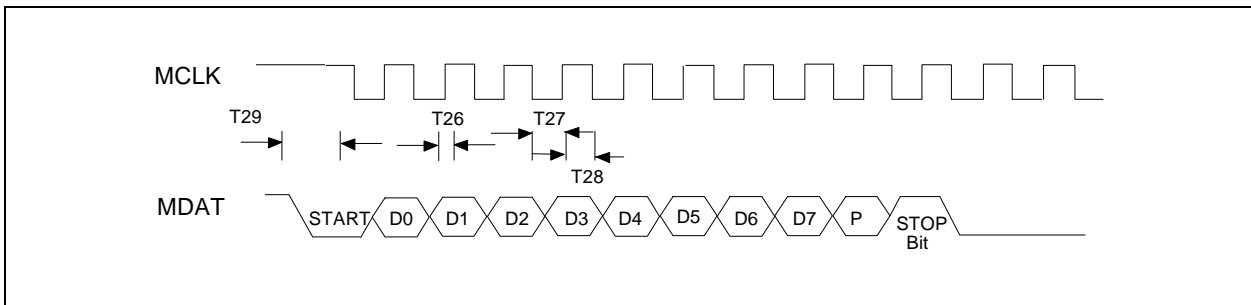 MCLK
T29
T26
T27
T28
MDAT
START
D0
D1
D2
D3
D4
D5
D6
D7
P
STOP
Bit